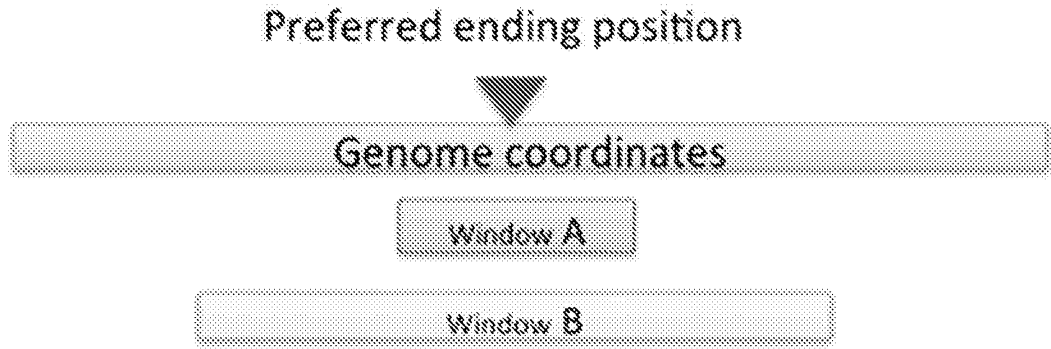 Preferred ending position
Genome coordinates
Window A
Window B